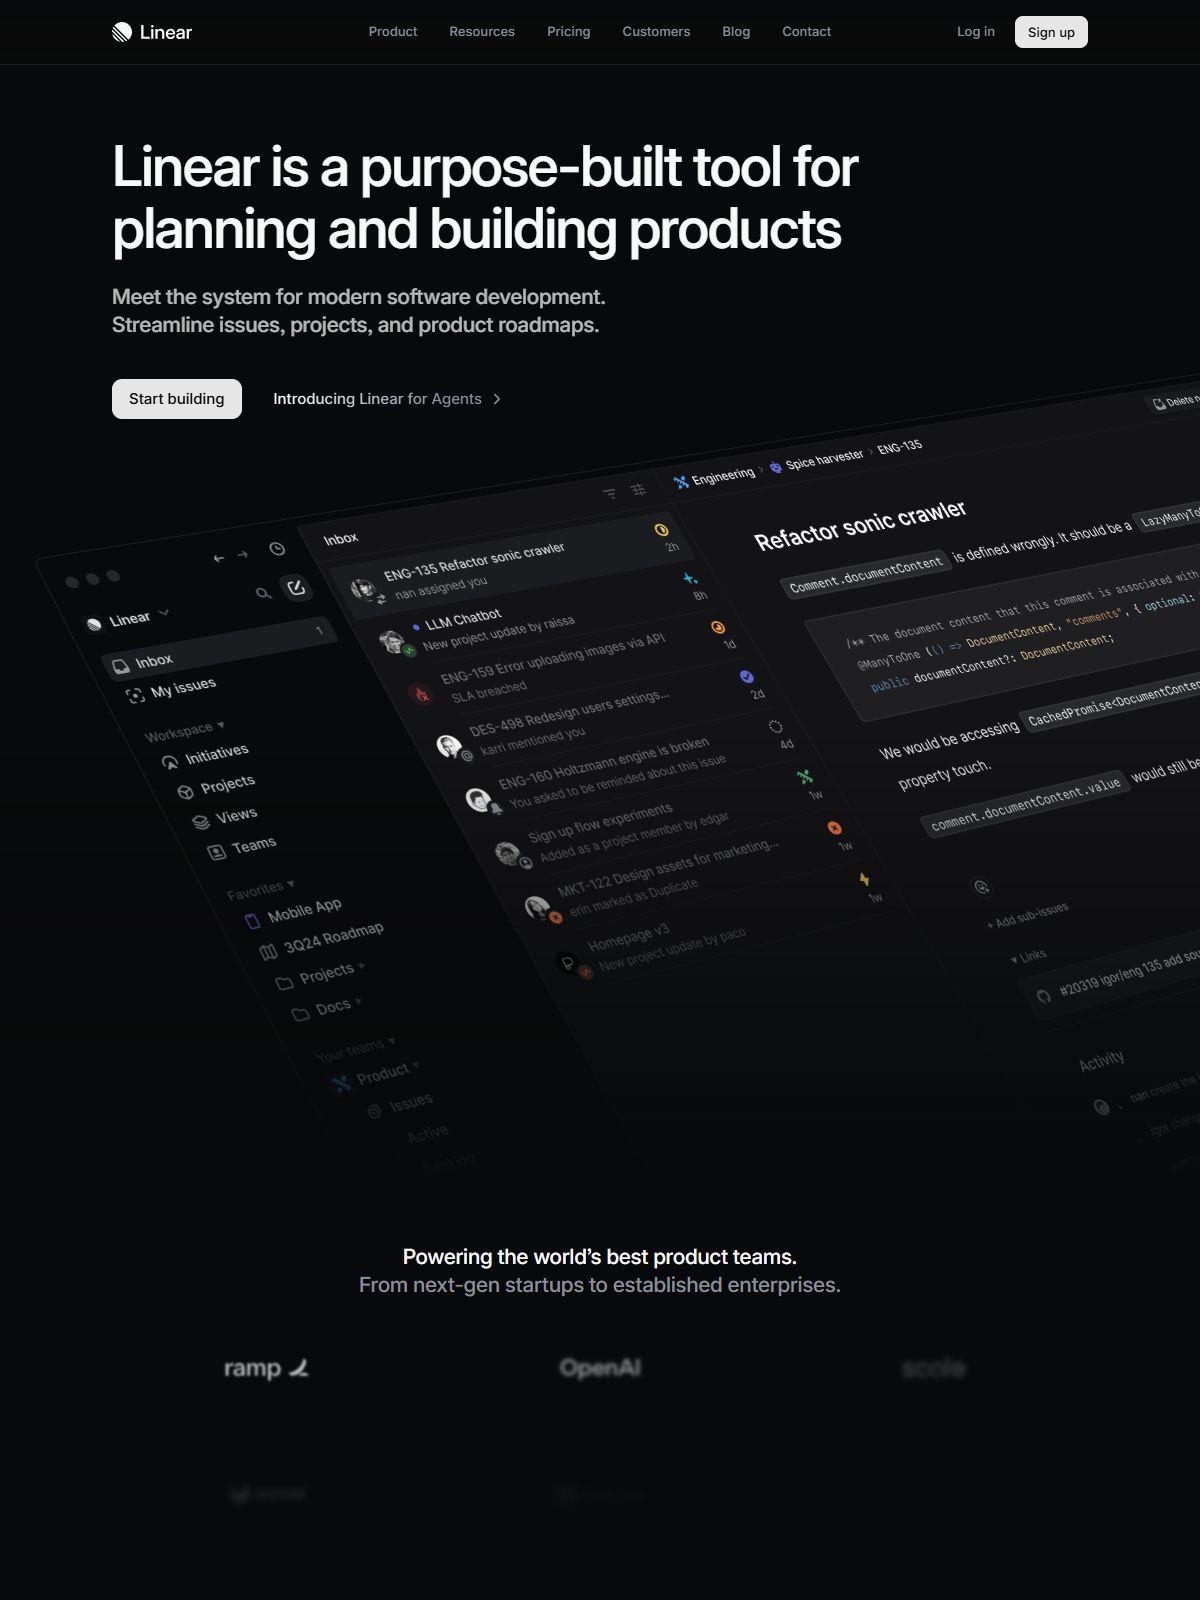 Linear
Product
Resources
Pricing
Customers
Blog
Contact
Log in
Sign up
Linear is a purpose-built tool for
planning and building products
Meet the system for modern software development.
Streamline issues, projects, and product roadmaps.
Start building
Introducing Linear for Agents
Linear
Inbox 1
My issues
Workspace
Initiatives
Projects
Views
Teams
Favorites
Mobile App
3Q24 Roadmap
Projects
Docs
Your teams
Product
Issues
Active
Backlog
Inbox
ENG-135 Refactor sonic crawler
nan assigned you 2h
LLM Chatbot
New project update by raissa 8h
ENG-159 Error uploading images via API
SLA breached 1d
DES-498 Redesign users settings...
karri mentioned you 2d
ENG-160 Holtzmann engine is broken
You asked to be reminded about this issue 4d
Sign up flow experiments
Added as a project member by edgar 1w
MKT-122 Design assets for marketing...
erin marked as Duplicate 1w
Homepage v3
New project update by paco 1w
Engineering › Spice harvester › ENG-135
Delete n
Refactor sonic crawler
Comment.documentContent is defined wrongly. It should be a LazyManyTo
/** The document content that this comment is associated with
@ManyToOne (() => DocumentContent, "comments", { optional:
public documentContent?: DocumentContent;
We would be accessing CachedPromise<DocumentConten
property touch.
comment.documentContent.value would still be
+ Add sub-issues
Links
#20319 igor/eng 135 add sou
Activity
nan create the
igor chang
Powering the world’s best product teams.
From next-gen startups to established enterprises.
ramp
OpenAI
scale